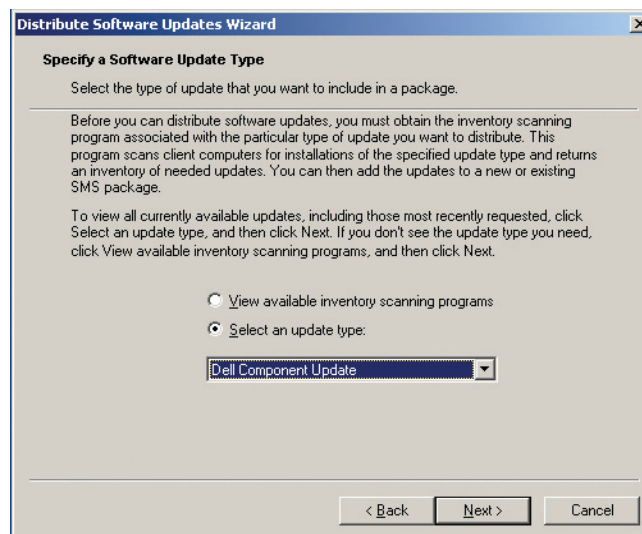 Distribute Software Updates Wizard
Specify a Software Update Type
Select the type of update that you want to include in a package.
Before you can distribute software updates, you must obtain the inventory scanning
program associated with the particular type of update you want to distribute. This
program scans client computers for installations of the specified update type and returns
an inventory of needed updates. You can then add the updates to a new or existing
SMS package.
To view all currently available updates, including those most recently requested, click
Select an update type, and then click Next. If you don't see the update type you need,
click View available inventory scanning programs, and then click Next.
View available inventory scanning programs
Select an update type:
Dell Component Update
< Back Next > Cancel